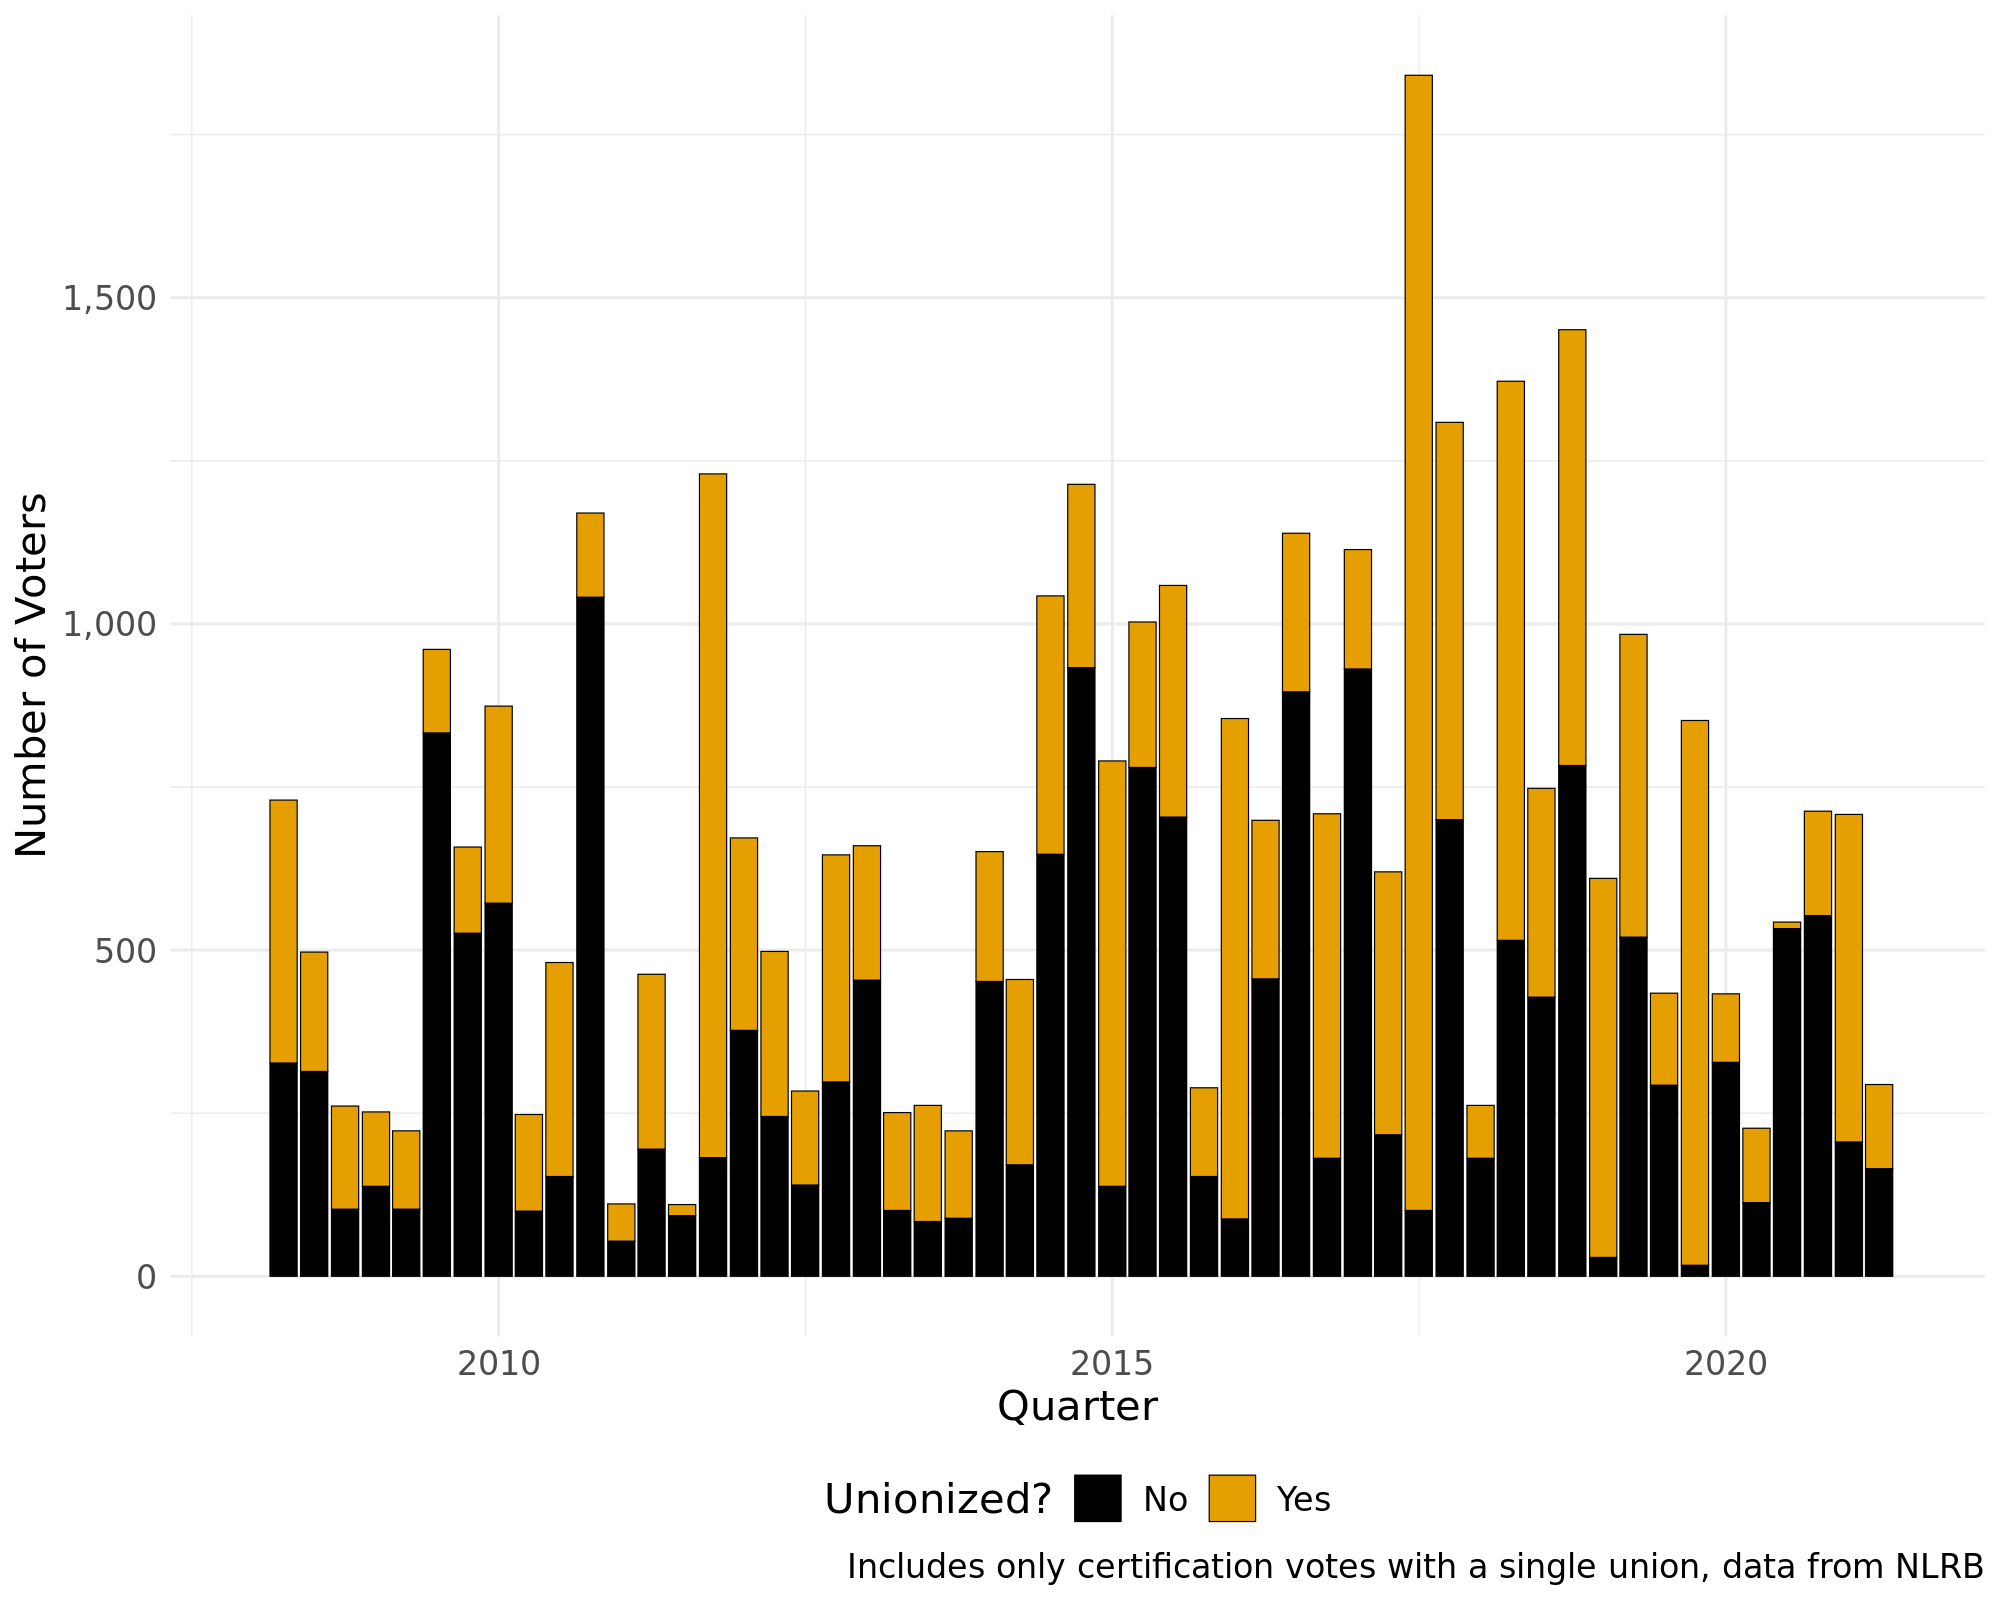 1,500
1,000
500
0
Number of Voters
2010 2015 2020
Quarter
Unionized? No Yes
Includes only certification votes with a single union, data from NLRB